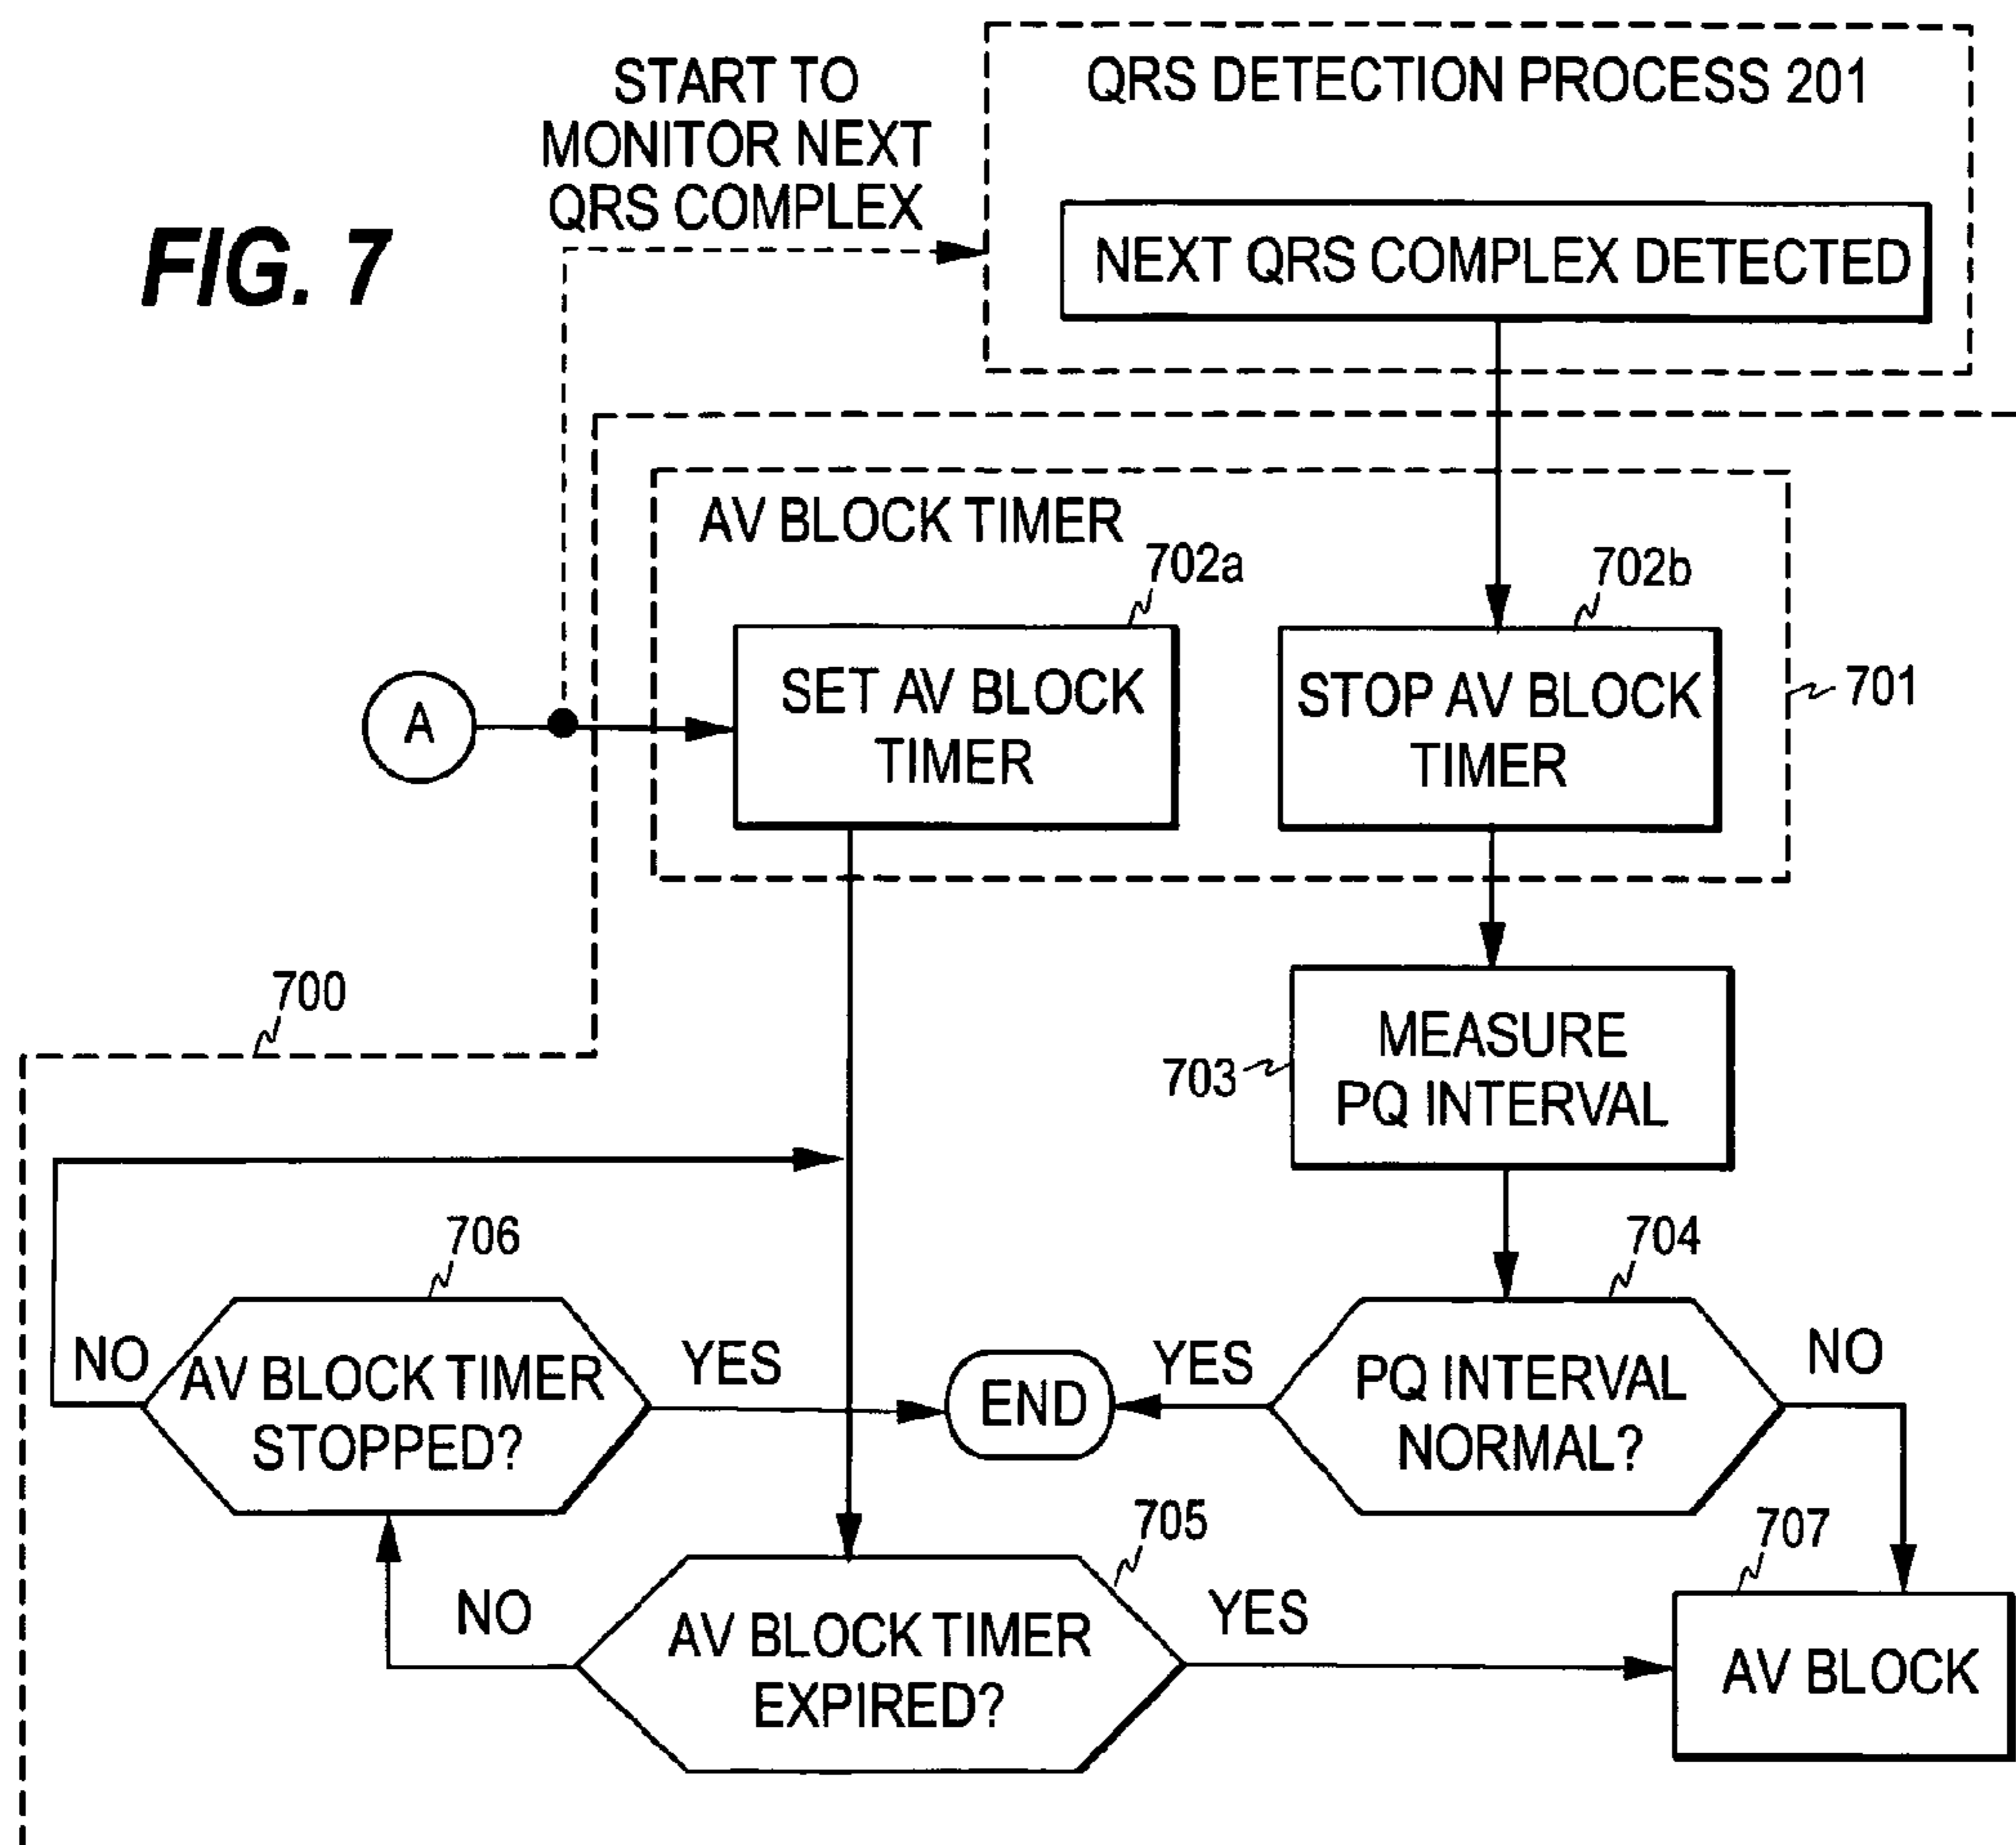 FIG. 7
START TO
MONITOR NEXT
QRS COMPLEX
QRS DETECTION PROCESS 201
NEXT QRS COMPLEX DETECTED
AV BLOCK TIMER
702a
702b
SET AV BLOCK
TIMER
STOP AV BLOCK
TIMER
701
A
700
703
MEASURE
PQ INTERVAL
706
704
NO
AV BLOCK TIMER
STOPPED?
YES
END
YES
PQ INTERVAL
NORMAL?
NO
705
707
NO
AV BLOCK TIMER
EXPIRED?
YES
AV BLOCK